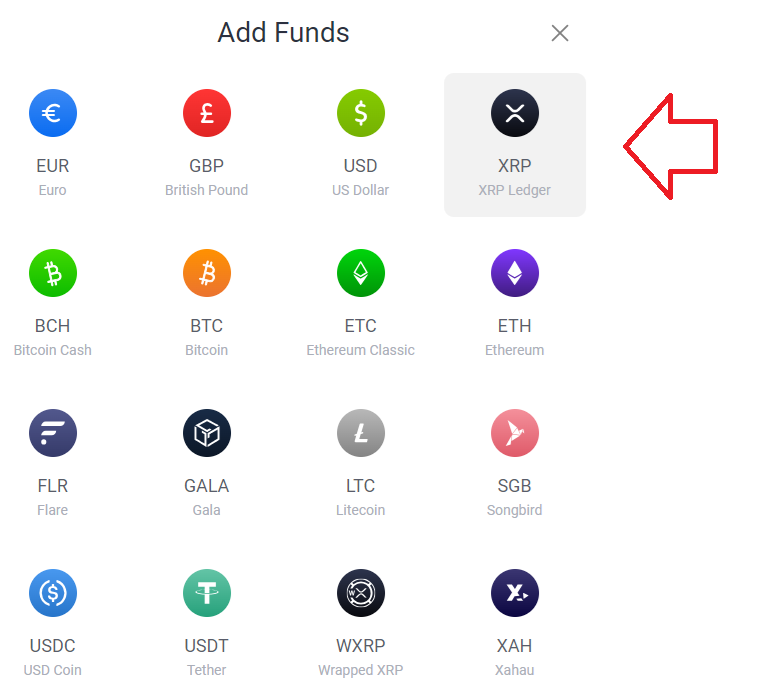 Add Funds
EUR GBP USD XRP
Euro British Pound US Dollar XRP Ledger
BCH BTC ETC ETH
Bitcoin Cash Bitcoin Ethereum Classic Ethereum
FLR GALA LTC SGB
Flare Gala Litecoin Songbird
USDC USDT WXRP XAH
USD Coin Tether Wrapped XRP Xahau